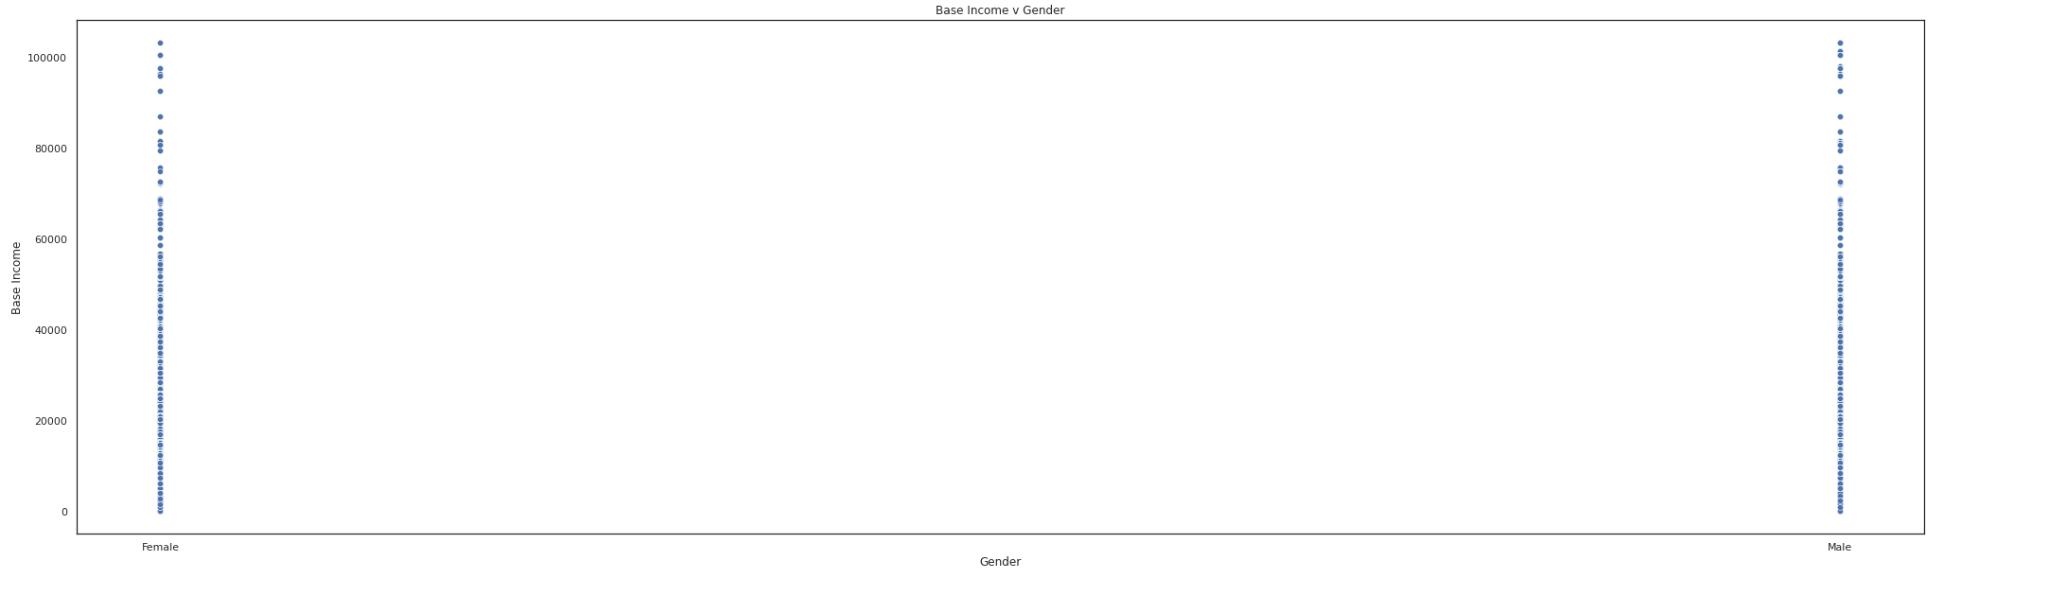 Base Income v Gender
100000
80000
60000
40000
20000
0
Base Income
Female
Male
Gender